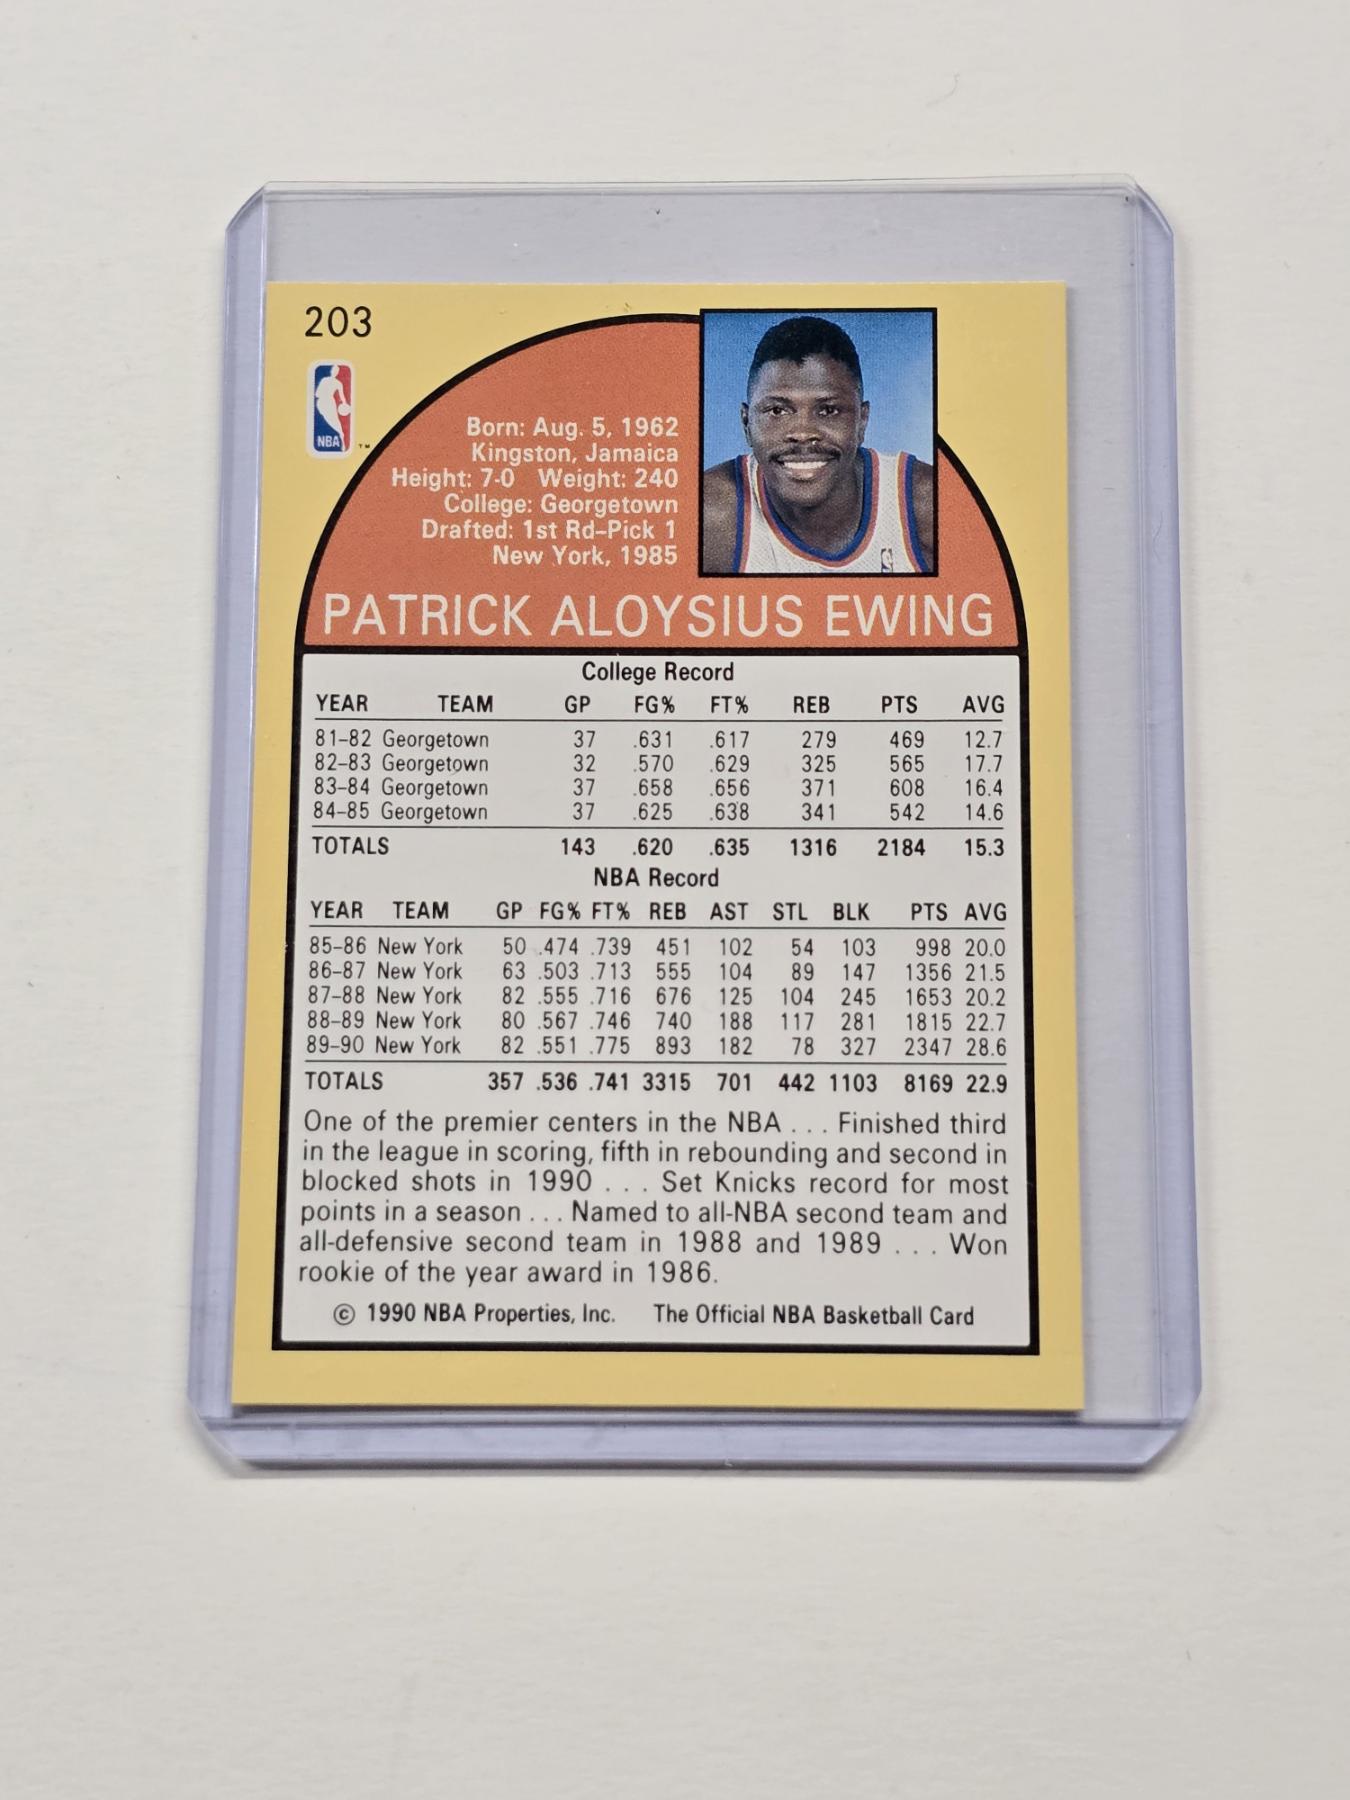 203
NBA
TM
Born: Aug. 5, 1962
Kingston, Jamaica
Height: 7-0 Weight: 240
College: Georgetown
Drafted: 1st Rd-Pick 1
New York, 1985
PATRICK ALOYSIUS EWING
College Record
YEAR TEAM GP FG% FT% REB PTS AVG
81-82 Georgetown 37 .631 .617 279 469 12.7
82-83 Georgetown 32 .570 .629 325 565 17.7
83-84 Georgetown 37 .658 .656 371 608 16.4
84-85 Georgetown 37 .625 .638 341 542 14.6
TOTALS 143 .620 .635 1316 2184 15.3
NBA Record
YEAR TEAM GP FG% FT% REB AST STL BLK PTS AVG
85-86 New York 50 .474 .739 451 102 54 103 998 20.0
86-87 New York 63 .503 .713 555 104 89 147 1356 21.5
87-88 New York 82 .555 .716 676 125 104 245 1653 20.2
88-89 New York 80 .567 .746 740 188 117 281 1815 22.7
89-90 New York 82 .551 .775 893 182 78 327 2347 28.6
TOTALS 357 .536 .741 3315 701 442 1103 8169 22.9
One of the premier centers in the NBA . . . Finished third
in the league in scoring, fifth in rebounding and second in
blocked shots in 1990 . . . Set Knicks record for most
points in a season . . . Named to all-NBA second team and
all-defensive second team in 1988 and 1989 . . . Won
rookie of the year award in 1986.
© 1990 NBA Properties, Inc. The Official NBA Basketball Card